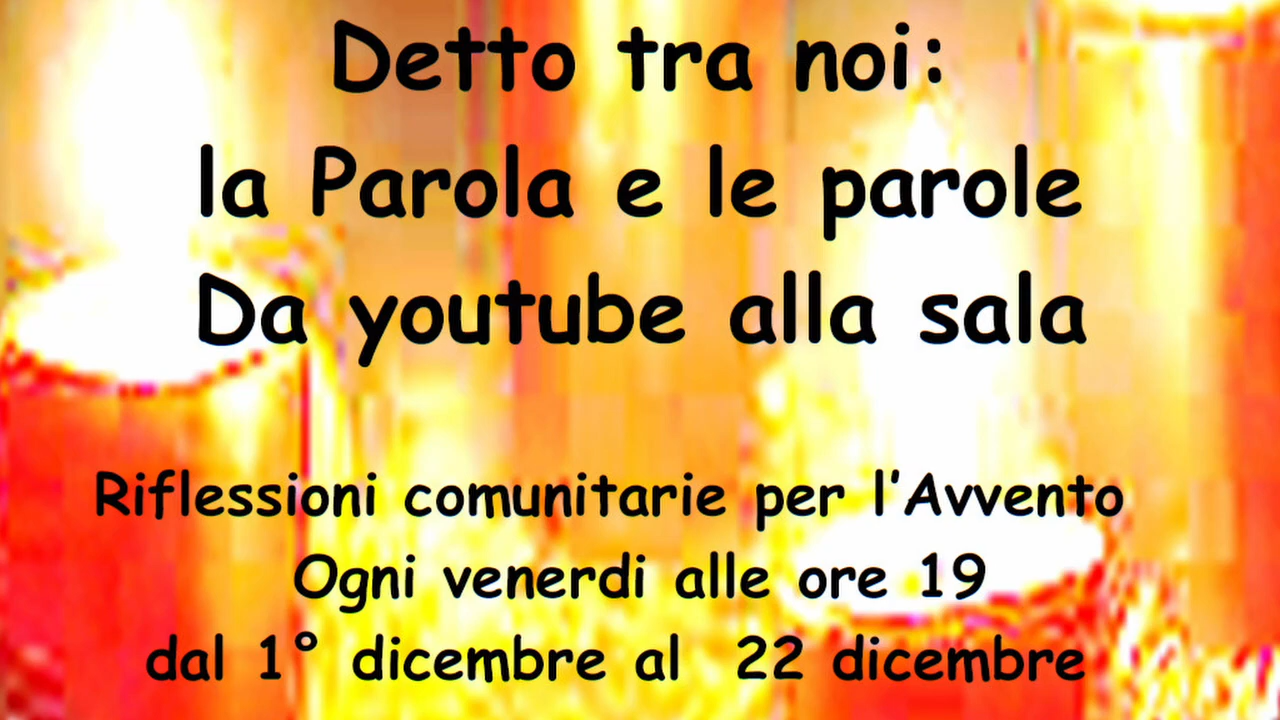 Detto tra noi:
la Parola e le parole
Da youtube alla sala
Riflessioni comunitarie per l'Avvento
Ogni venerdi alle ore 19
dal 1° dicembre al 22 dicembre